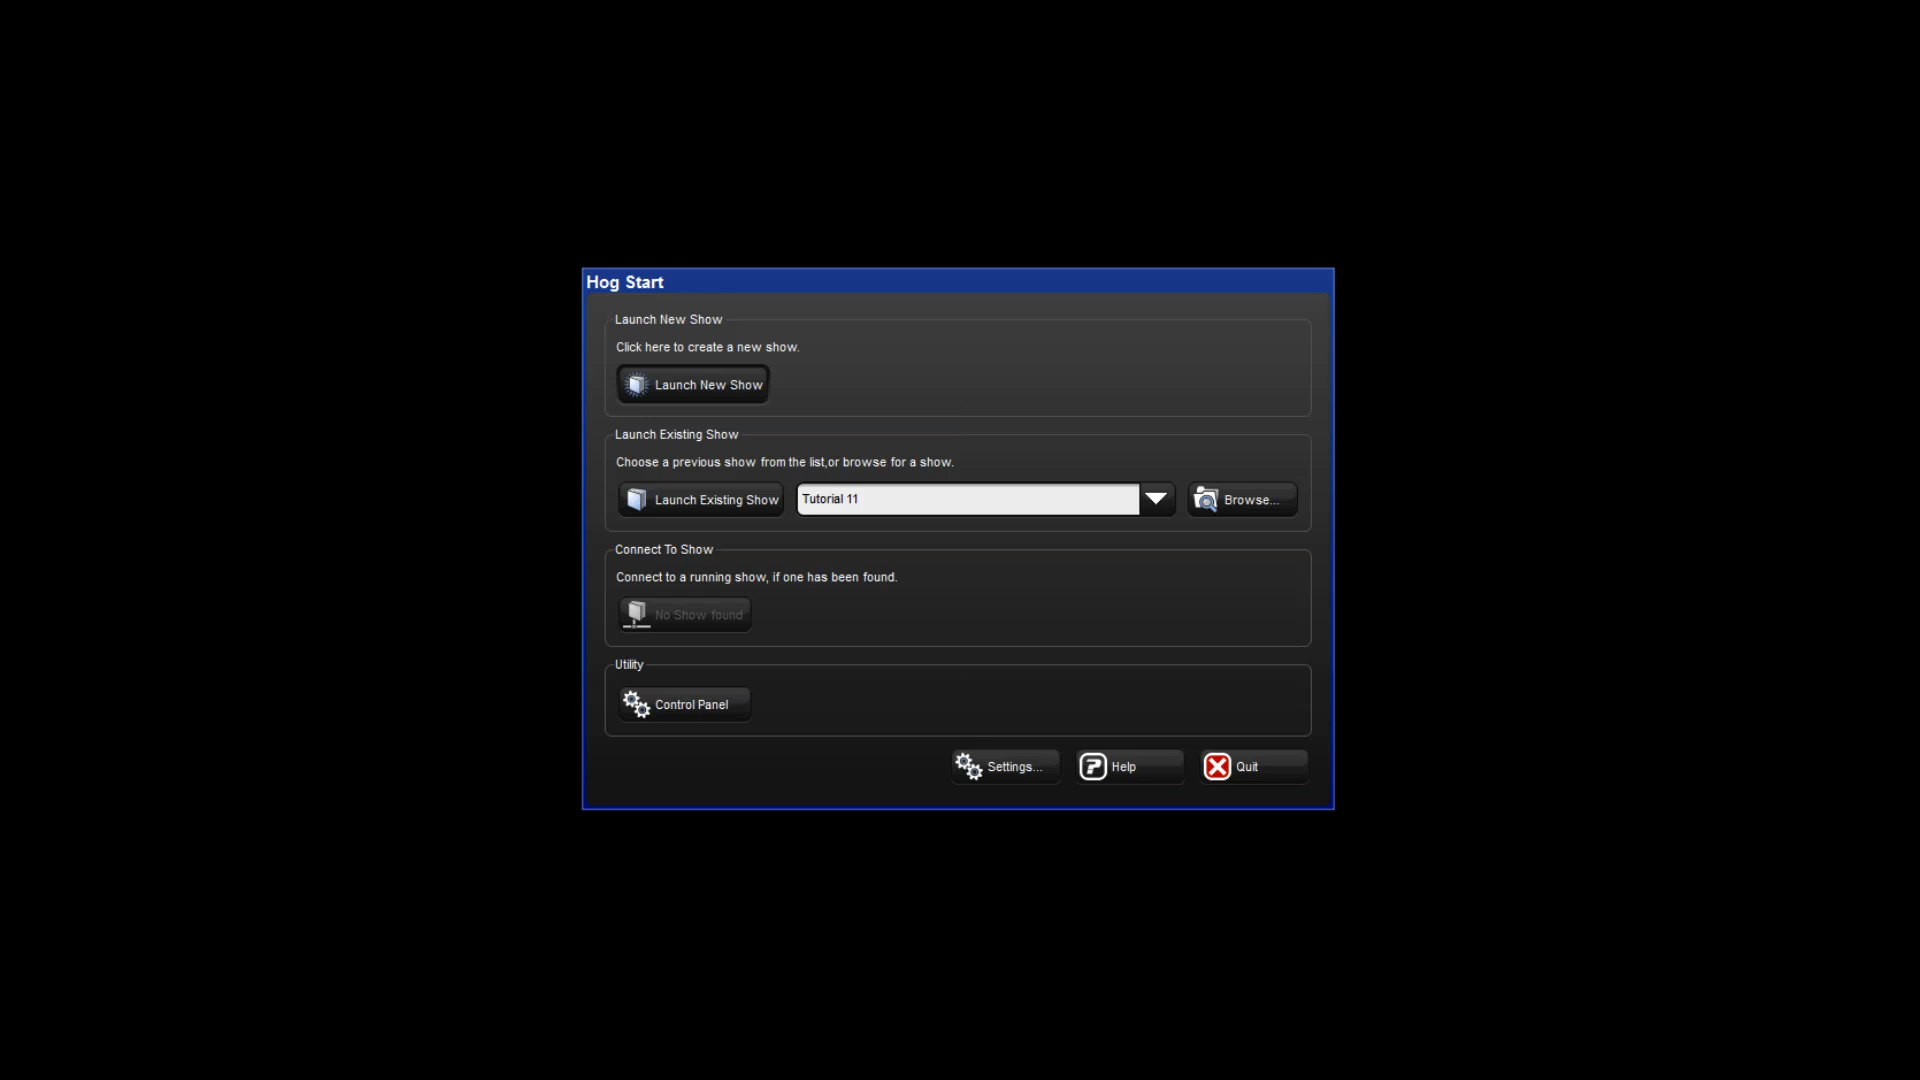 Hog Start
Launch New Show
Click here to create a new show.
Launch New Show
Launch Existing Show
Choose a previous show from the list,or browse for a show.
Launch Existing Show
Tutorial 11
Browse...
Connect To Show
Connect to a running show, if one has been found.
No Show found
Utility
Control Panel
Settings...
Help
Quit